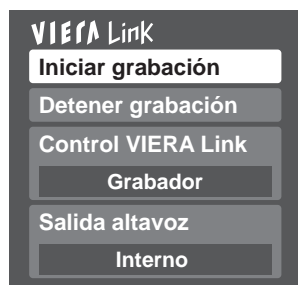 VIERA Link
Iniciar grabación
Detener grabación
Control VIERA Link
Grabador
Salida altavoz
Interno